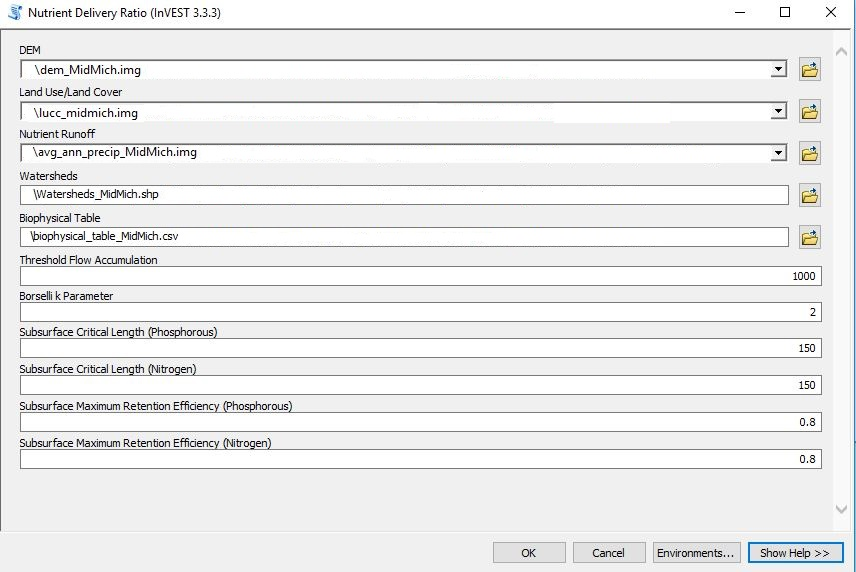 Nutrient Delivery Ratio (InVEST 3.3.3)
DEM
\dem_MidMich.img
Land Use/Land Cover
\lucc_midmich.img
Nutrient Runoff
\avg_ann_precip_MidMich.img
Watersheds
\Watersheds_MidMich.shp
Biophysical Table
\biophysical_table_MidMich.csv
Threshold Flow Accumulation
1000
Borselli k Parameter
2
Subsurface Critical Length (Phosphorous)
150
Subsurface Critical Length (Nitrogen)
150
Subsurface Maximum Retention Efficiency (Phosphorous)
0.8
Subsurface Maximum Retention Efficiency (Nitrogen)
0.8
OK Cancel Environments... Show Help >>